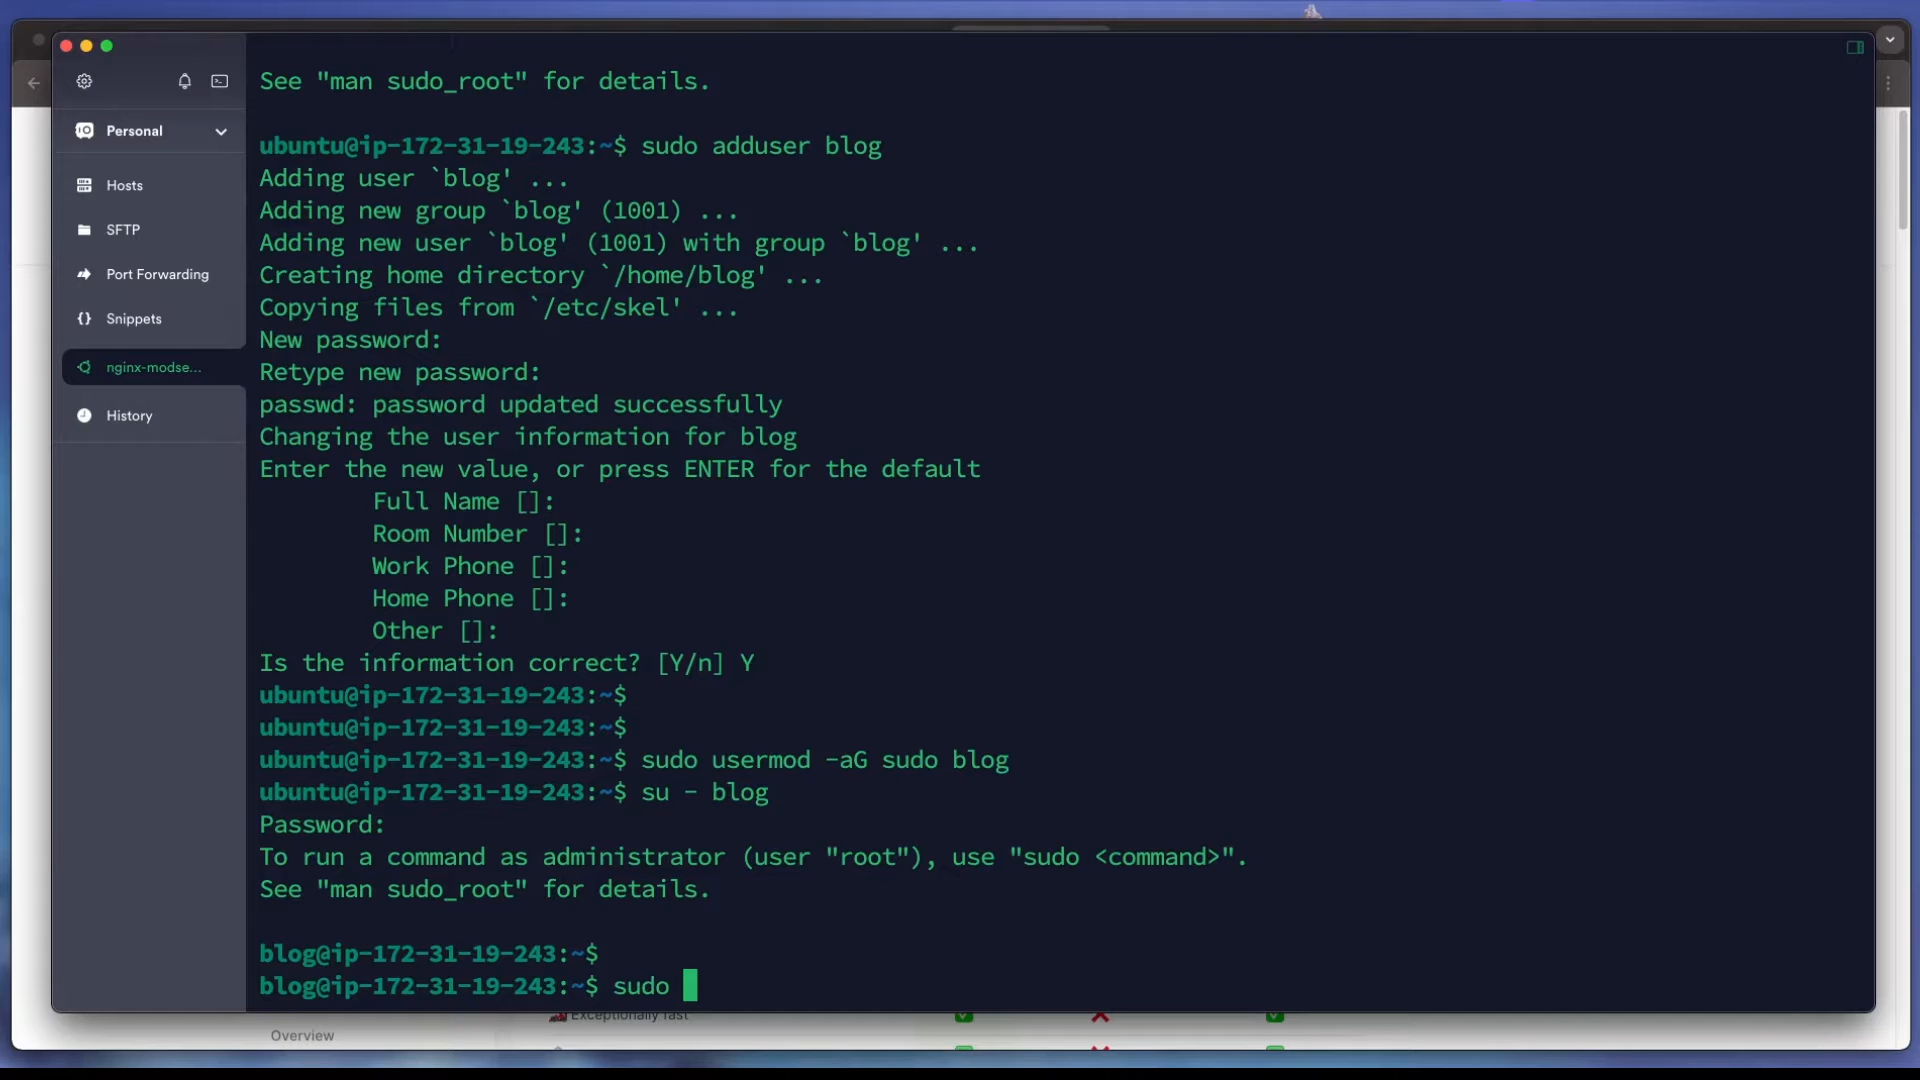 Personal
Hosts
SFTP
Port Forwarding
Snippets
nginx-modse...
History
See "man sudo_root" for details.
ubuntu@ip-172-31-19-243:~$ sudo adduser blog
Adding user `blog' ...
Adding new group `blog' (1001) ...
Adding new user `blog' (1001) with group `blog' ...
Creating home directory `/home/blog' ...
Copying files from `/etc/skel' ...
New password:
Retype new password:
passwd: password updated successfully
Changing the user information for blog
Enter the new value, or press ENTER for the default
Full Name []:
Room Number []:
Work Phone []:
Home Phone []:
Other []:
Is the information correct? [Y/n] Y
ubuntu@ip-172-31-19-243:~$
ubuntu@ip-172-31-19-243:~$
ubuntu@ip-172-31-19-243:~$ sudo usermod -aG sudo blog
ubuntu@ip-172-31-19-243:~$ su - blog
Password:
To run a command as administrator (user "root"), use "sudo <command>".
See "man sudo_root" for details.
blog@ip-172-31-19-243:~$
blog@ip-172-31-19-243:~$ sudo
Exceptionally fast
Overview